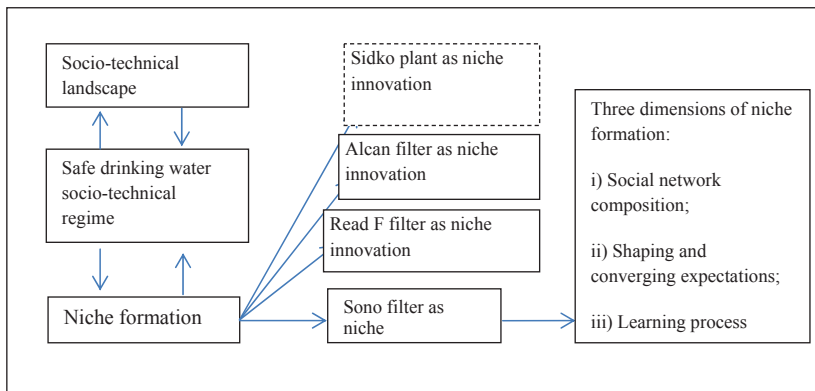 Socio-technical
landscape
Safe drinking water
socio-technical
regime
Niche formation
Sidko plant as niche
innovation
Alcan filter as niche
innovation
Read F filter as niche
innovation
Sono filter as
niche
Three dimensions of niche
formation:
i) Social network
composition;
ii) Shaping and
converging expectations;
iii) Learning process